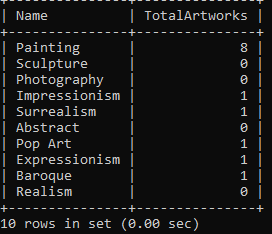 +---------------+---------------+
| Name          | TotalArtworks |
+---------------+---------------+
| Painting      |             8 |
| Sculpture     |             0 |
| Photography   |             0 |
| Impressionism |             1 |
| Surrealism    |             1 |
| Abstract      |             0 |
| Pop Art       |             1 |
| Expressionism |             1 |
| Baroque       |             1 |
| Realism       |             0 |
+---------------+---------------+
10 rows in set (0.00 sec)